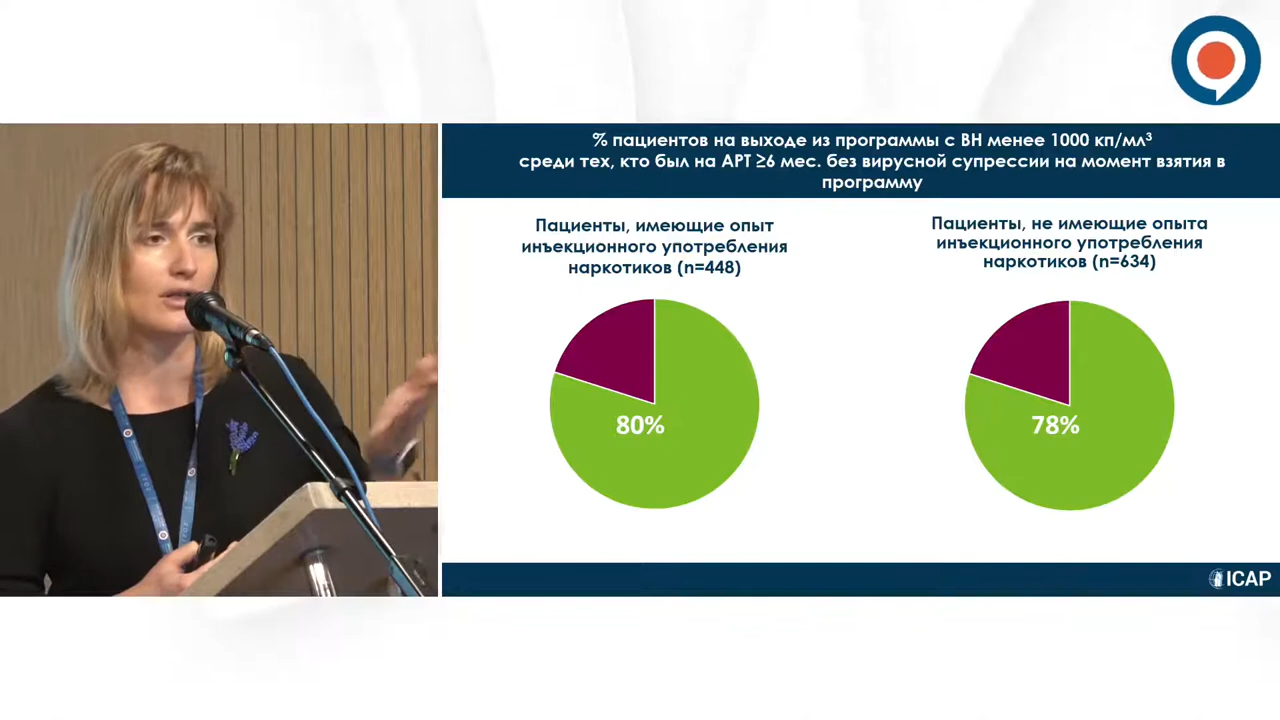 % пациентов на выходе из программы с ВН менее 1000 кп/мл³
среди тех, кто был на АРТ ≥6 мес. без вирусной супрессии на момент взятия в
программу
Пациенты, имеющие опыт
инъекционного употребления
наркотиков (n=448)
80%
Пациенты, не имеющие опыта
инъекционного употребления
наркотиков (n=634)
78%
ICAP